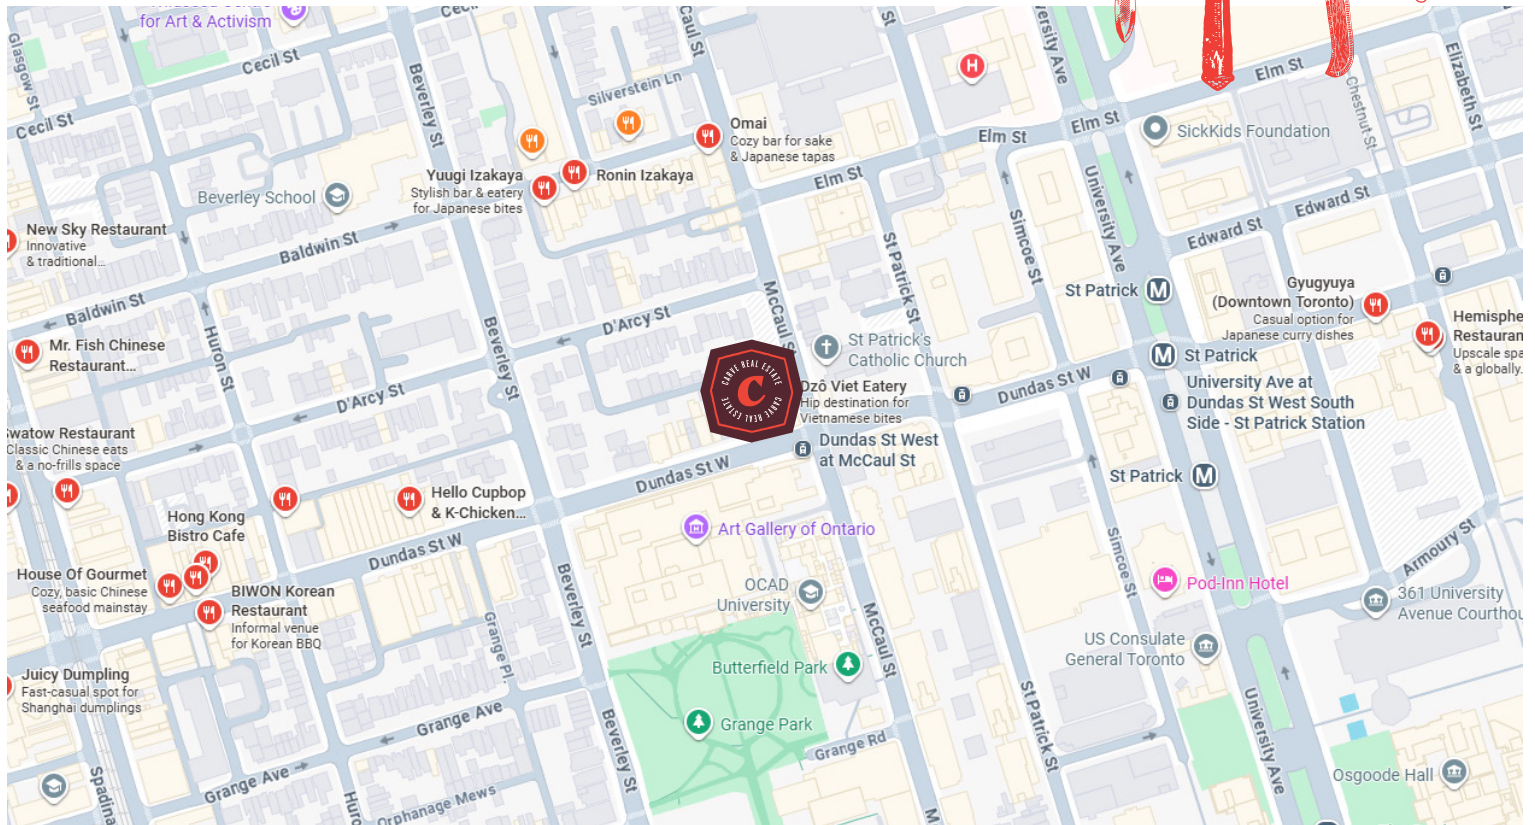 for Art & Activism
Glasgow St
Cecil St
Cecil St
Beverley St
Silverstein Ln
Omai
Cozy bar for sake
& Japanese tapas
Elm St
Elm St
Elm St
Elm St
University Ave
Elizabeth St
Chestnut St
SickKids Foundation
H
Yuugi Izakaya
Stylish bar & eatery
for Japanese bites
Ronin Izakaya
Beverley School
New Sky Restaurant
Innovative
& traditional...
Baldwin St
Baldwin St
Edward St
Edward St
Simcoe St
St Patrick St
McCaul St
St Patrick
M
Gyugyuya
(Downtown Toronto)
Casual option for
Japanese curry dishes
Hemisphe
Restauran
Upscale spa
& a globally.
Mr. Fish Chinese
Restaurant...
Huron St
Beverley St
D'Arcy St
D'Arcy St
St Patrick's
Catholic Church
St Patrick
M
CARVE REAL ESTATE
C
CARVE REAL ESTATE
Dzô Viet Eatery
Hip destination for
Vietnamese bites
Dundas St W
University Ave at
Dundas St West South
Side - St Patrick Station
Swatow Restaurant
Classic Chinese eats
& a no-frills space
Dundas St West
at McCaul St
Dundas St W
St Patrick
M
Hello Cupbop
& K-Chicken...
Hong Kong
Bistro Cafe
Dundas St W
Art Gallery of Ontario
House Of Gourmet
Cozy, basic Chinese
seafood mainstay
BIWON Korean
Restaurant
Informal venue
for Korean BBQ
Beverley St
OCAD
University
McCaul St
Simcoe St
Pod-Inn Hotel
Armoury St
361 University
Avenue Courthou
US Consulate
General Toronto
Grange Pl.
Juicy Dumpling
Fast-casual spot for
Shanghai dumplings
Butterfield Park
Grange Park
Grange Ave
Grange Ave
Grange Rd
Beverley St
St Patrick St
University Ave
Osgoode Hall
Spadina
Huro
Orphanage Mews
M